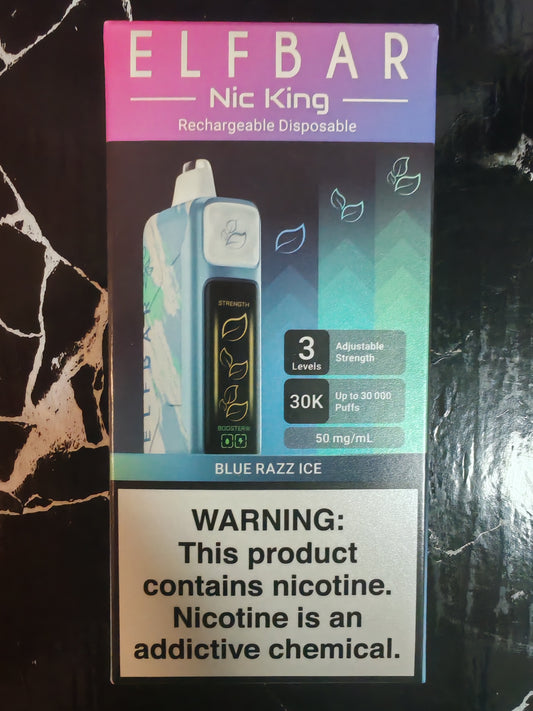 ELFBAR
Nic King
Rechargeable Disposable
STRENGTH
ELFBAR
BOOSTER
3
Levels
Adjustable
Strength
30K
Up to 30 000
Puffs
50 mg/mL
BLUE RAZZ ICE
WARNING:
This product
contains nicotine.
Nicotine is an
addictive chemical.